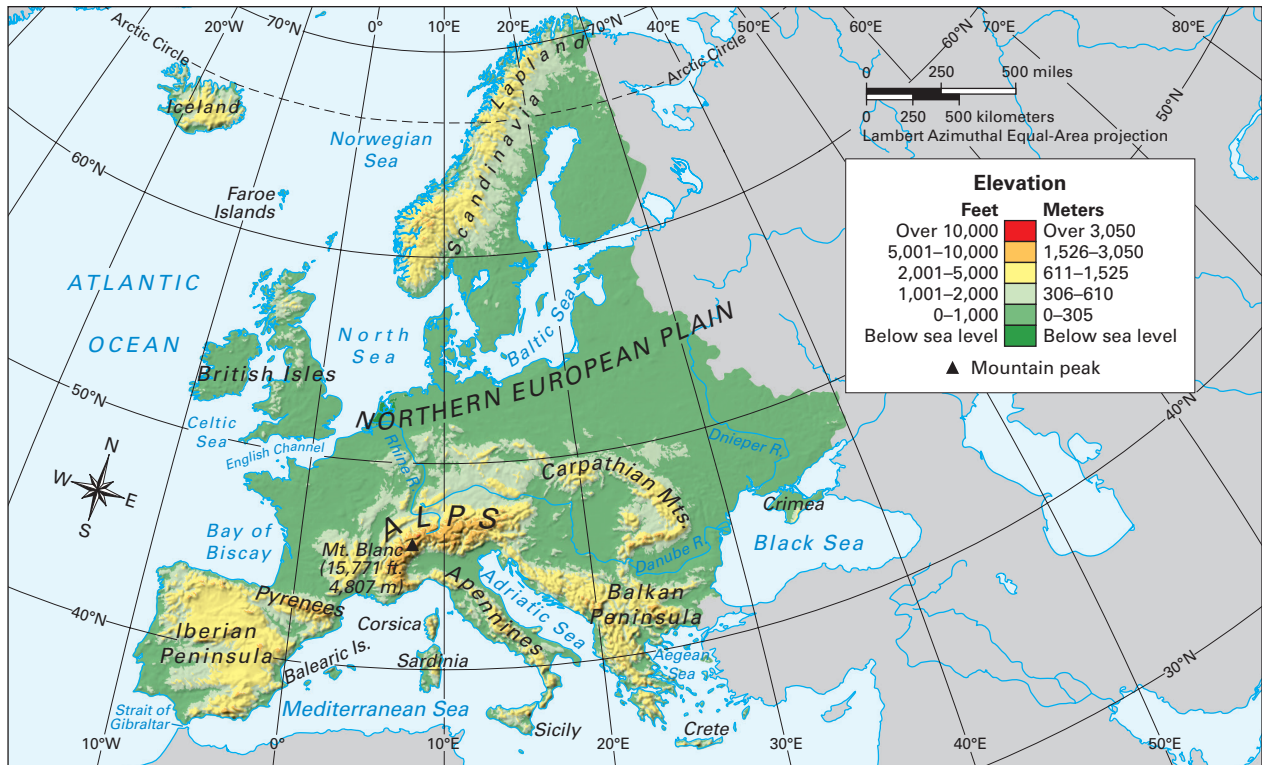 20°W
70°N
0°
10°E
20°E
70°N
40°E
50°E
60°E
60°N
70°E
80°E
Arctic Circle
Arctic Circle
Iceland
Lapland
Scandinavia
Norwegian
Sea
0 250 500 miles
0 250 500 kilometers
Lambert Azimuthal Equal-Area projection
50°N
60°N
Faroe
Islands
Elevation
Feet Meters
Over 10,000 Over 3,050
5,001–10,000 1,526–3,050
2,001–5,000 611–1,525
1,001–2,000 306–610
0–1,000 0–305
Below sea level Below sea level
▲ Mountain peak
ATLANTIC
OCEAN
North
Sea
Baltic Sea
British Isles
NORTHERN EUROPEAN PLAIN
50°N
40°N
Celtic
Sea
English Channel
Rhine R.
Dnieper R.
N
W
E
S
Carpathian Mts.
Crimea
ALPS
Bay of
Biscay
Mt. Blanc
(15,771 ft.
4,807 m)
Danube R.
Black Sea
Pyrenees
Apennines
Adriatic Sea
Balkan
Peninsula
40°N
Iberian
Peninsula
Corsica
Balearic Is.
Sardinia
Aegean
Sea
30°N
Strait of
Gibraltar
Mediterranean Sea
Sicily
Crete
10°W
0°
10°E
20°E
30°E
40°E
50°E